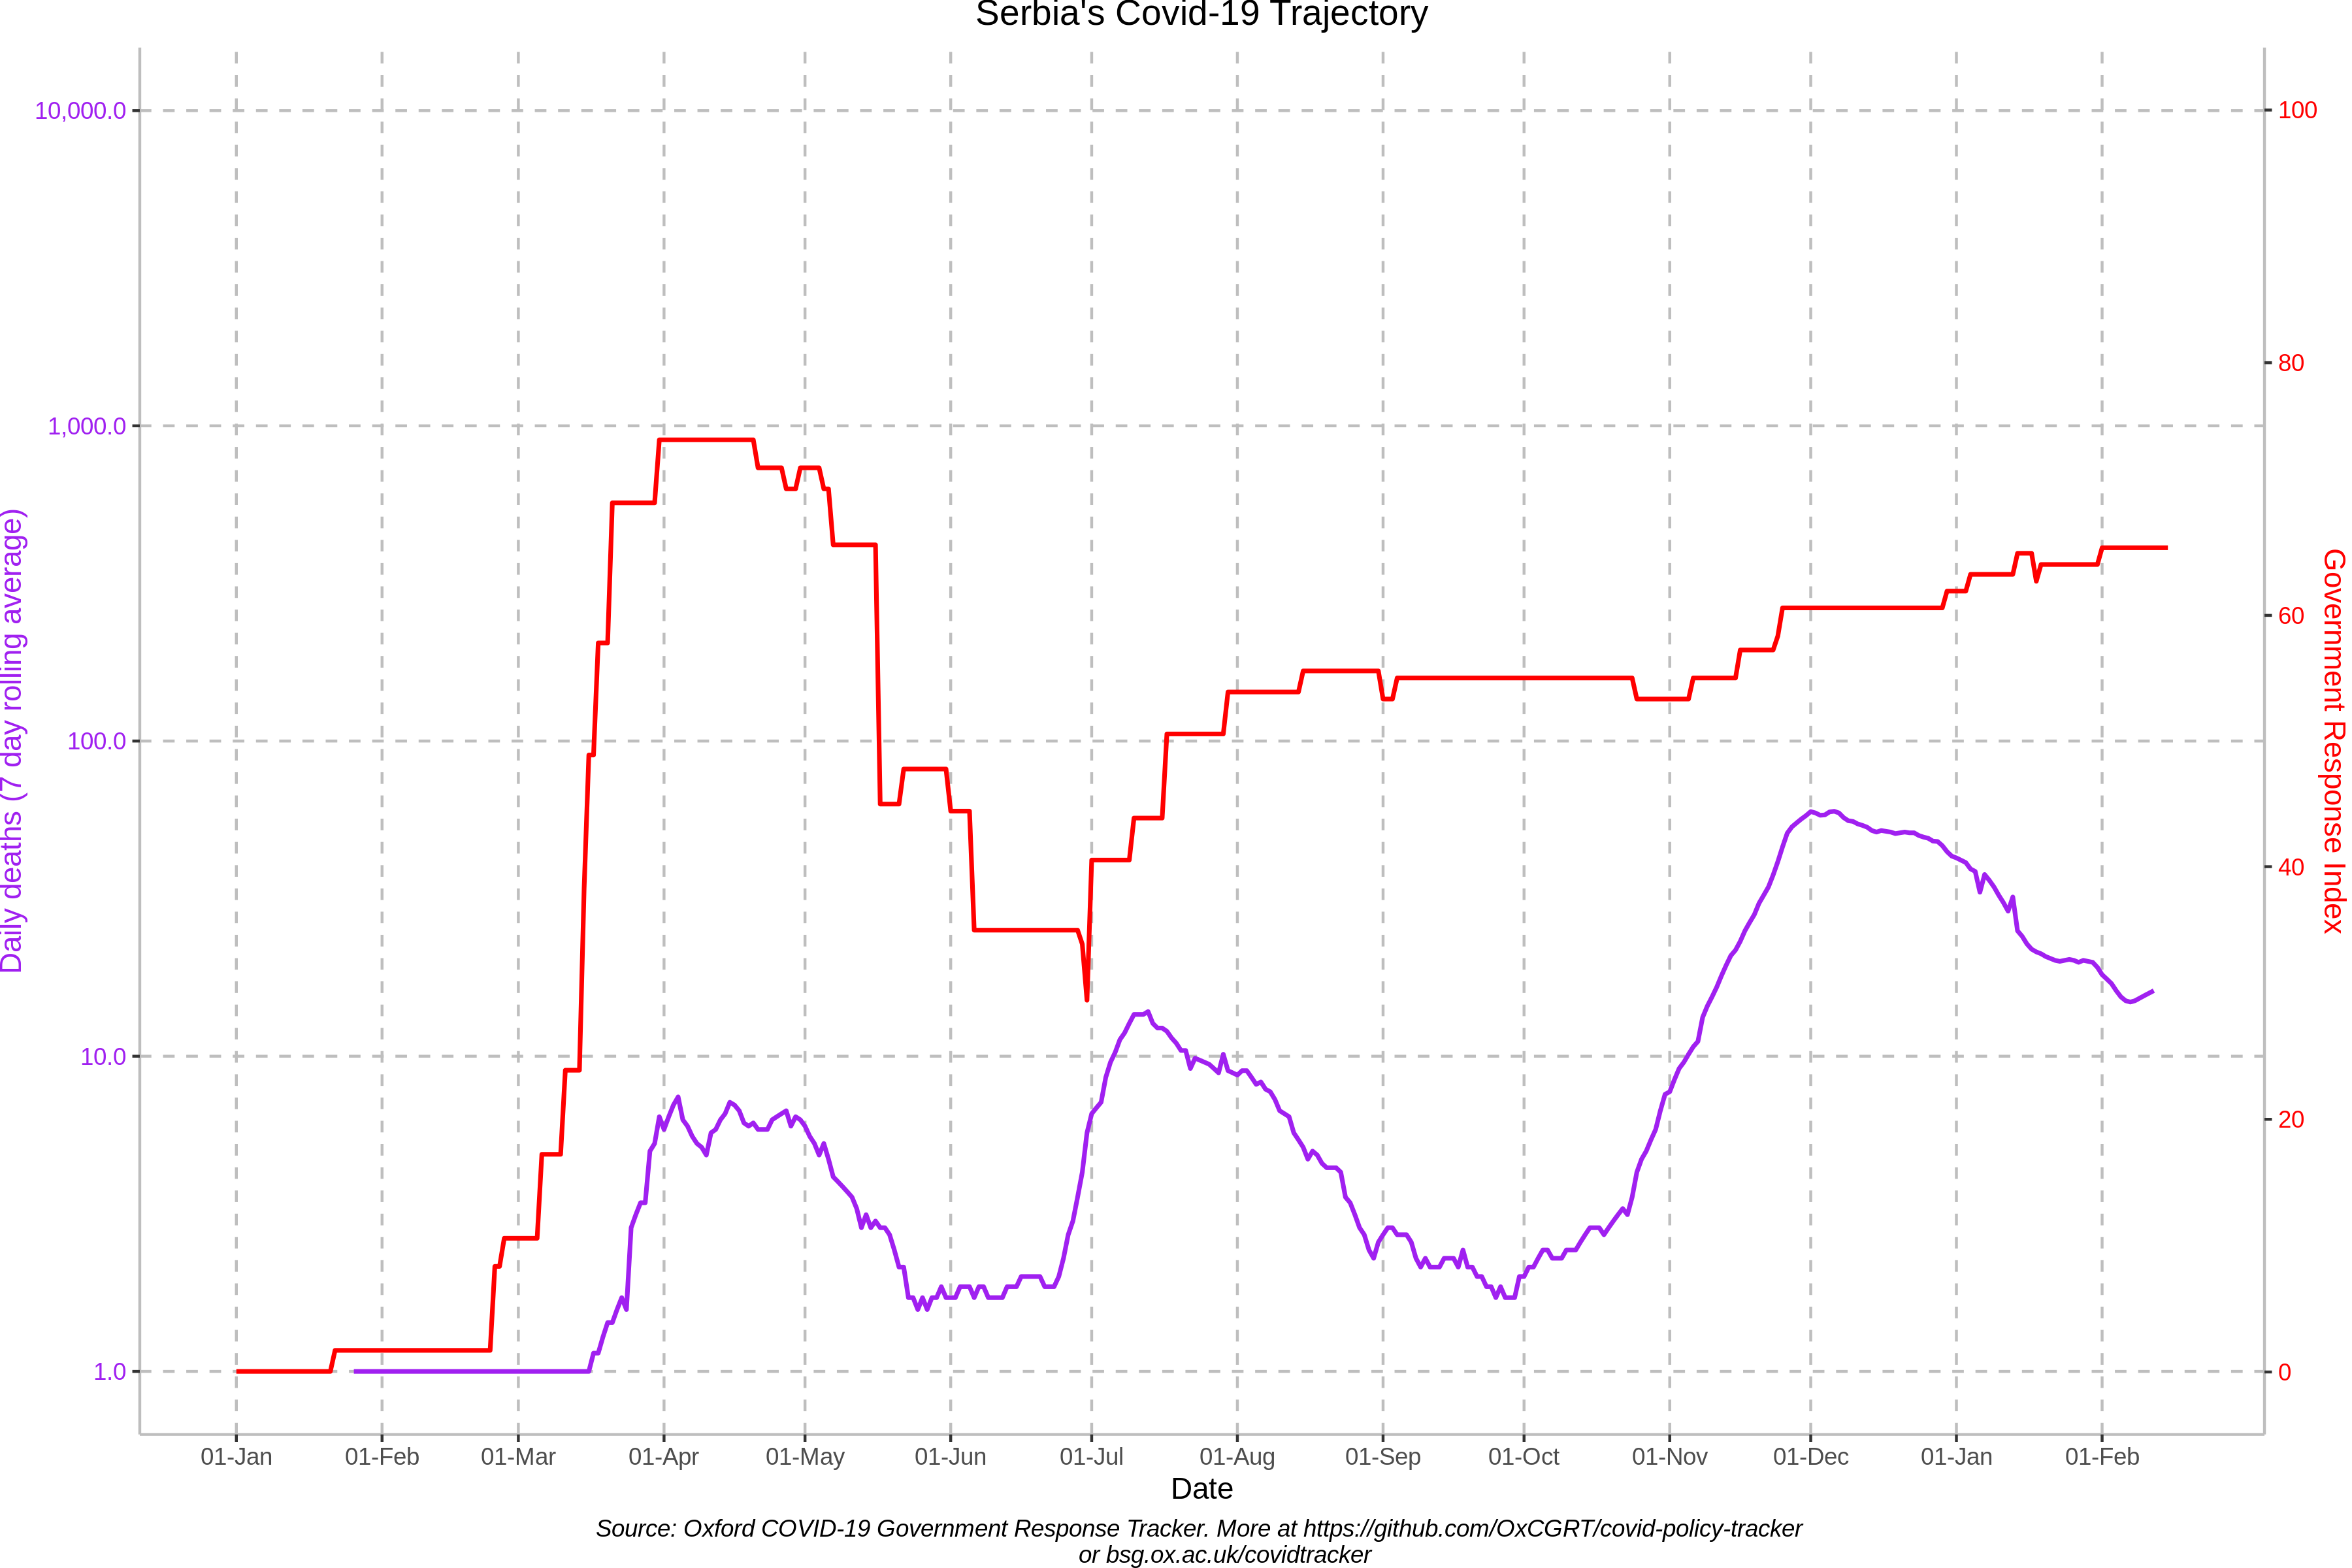 Serbia's Covid-19 Trajectory
10,000.0
1,000.0
100.0
10.0
1.0
Daily deaths (7 day rolling average)
100
80
60
40
20
0
Government Response Index
01-Jan
01-Feb
01-Mar
01-Apr
01-May
01-Jun
01-Jul
01-Aug
01-Sep
01-Oct
01-Nov
01-Dec
01-Jan
01-Feb
Date
Source: Oxford COVID-19 Government Response Tracker. More at https://github.com/OxCGRT/covid-policy-tracker
or bsg.ox.ac.uk/covidtracker